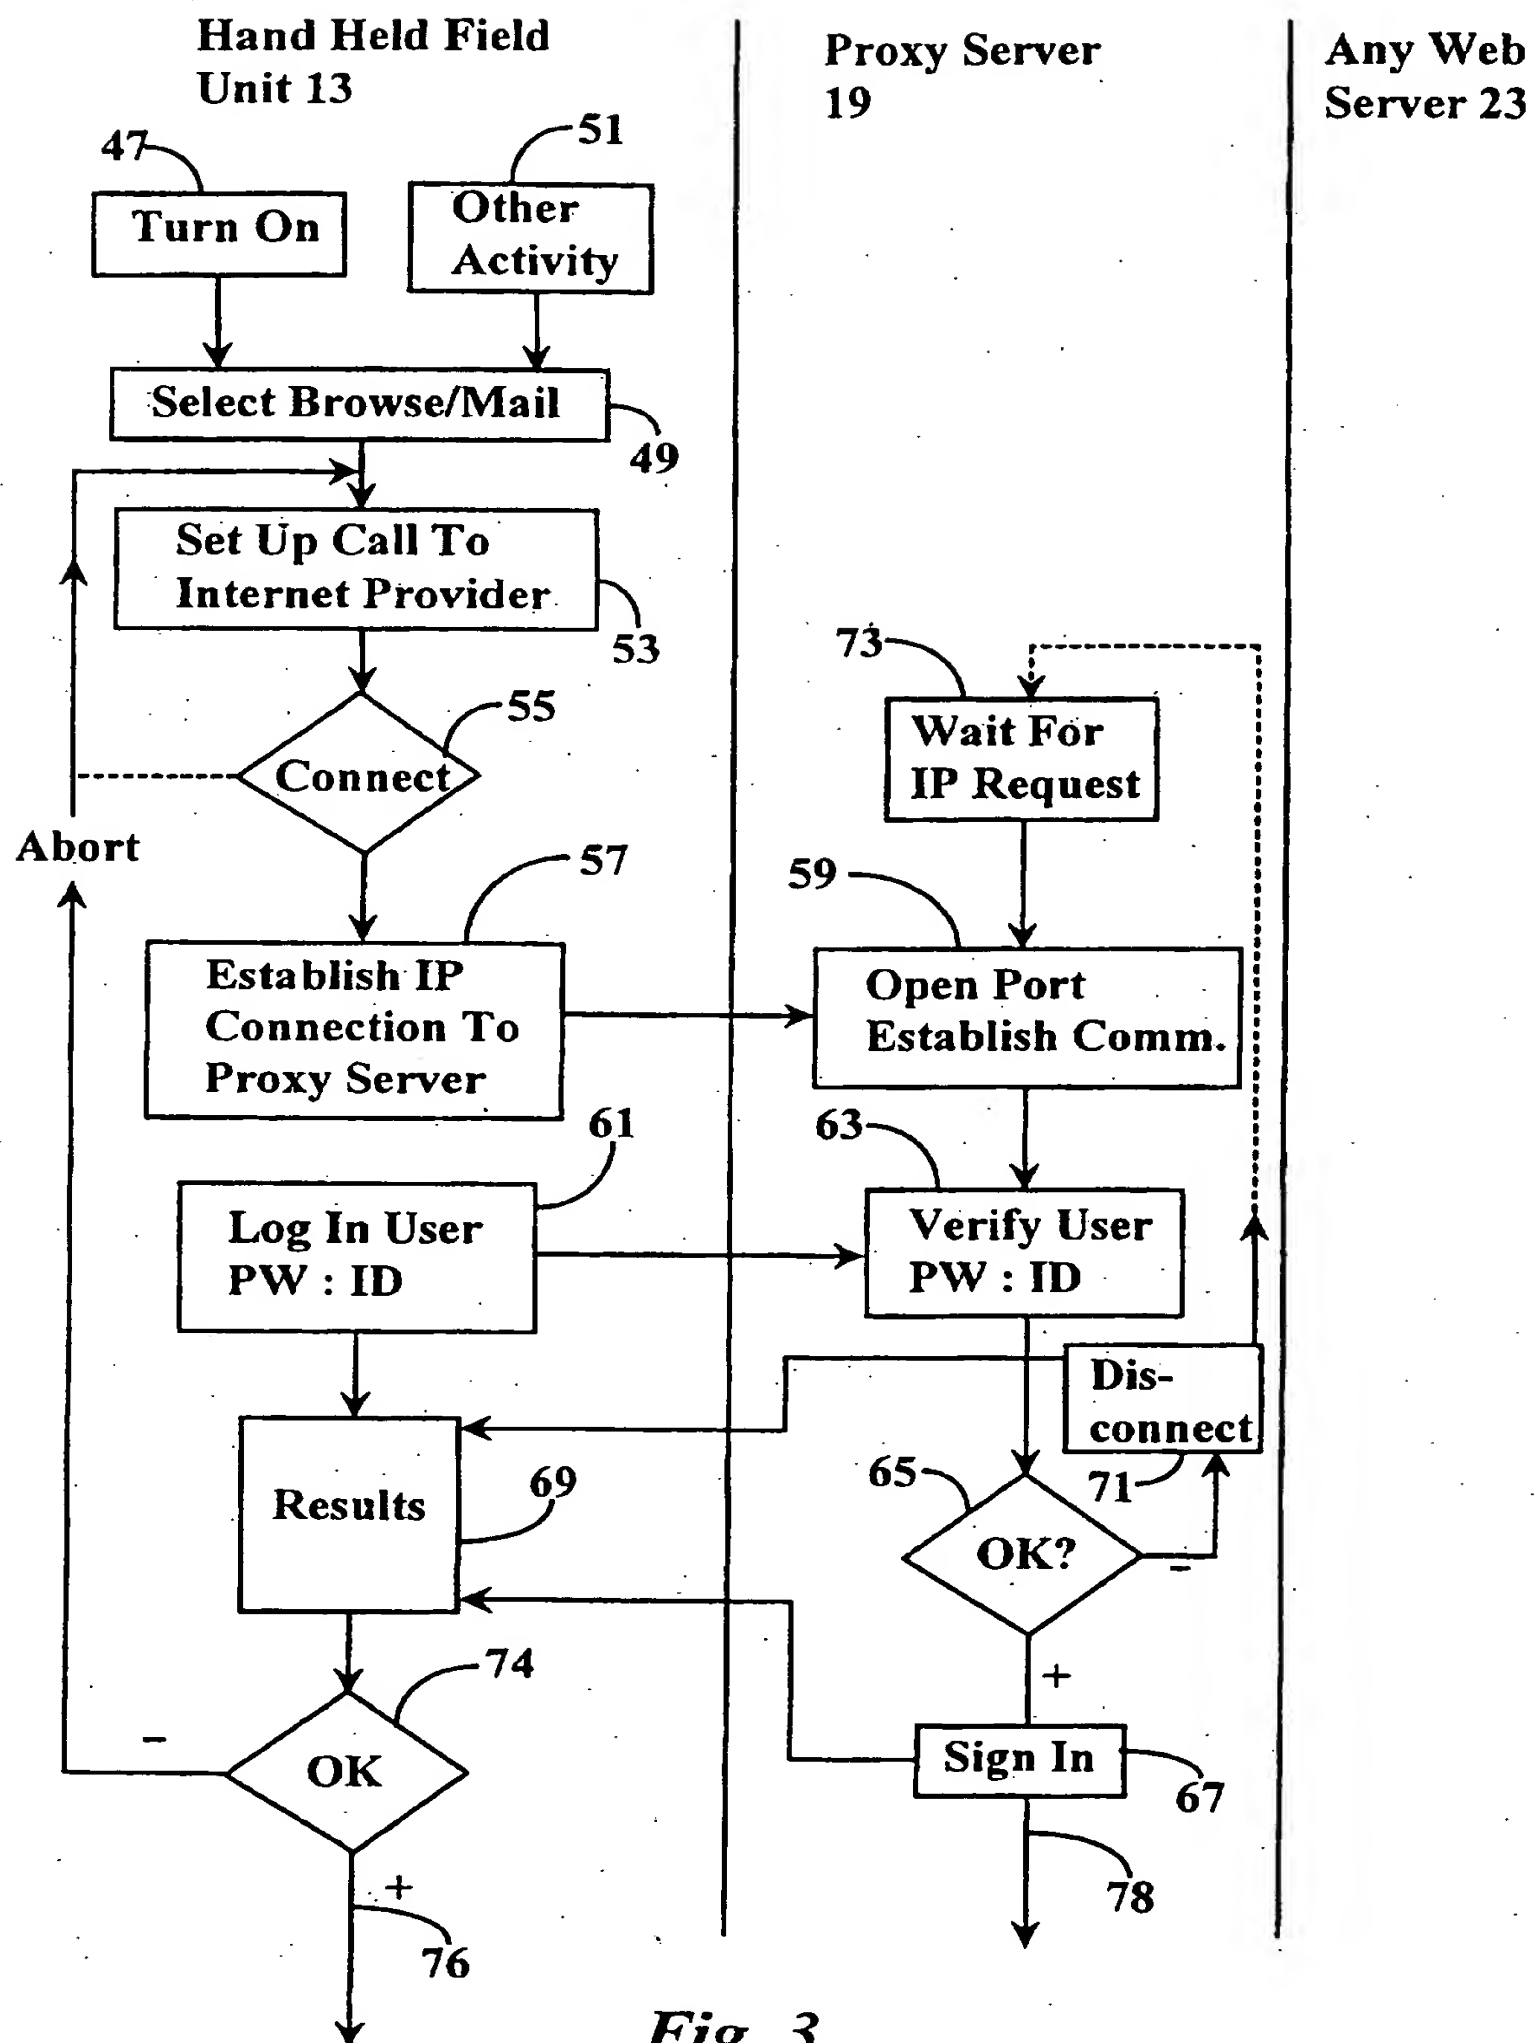 Hand Held Field
Unit 13
Proxy Server
19
Any Web
Server 23
47
51
Turn On
Other
Activity
Select Browse/Mail
49
Set Up Call To
Internet Provider
53
73
55
Wait For
IP Request
Connect
Abort
57
59
Establish IP
Connection To
Proxy Server
Open Port
Establish Comm.
61
63
Log In User
PW : ID
Verify User
PW : ID
Dis-
connect
71
65
69
Results
OK?
-
+
74
Sign In
67
-
OK
78
+
76
Fig. 3